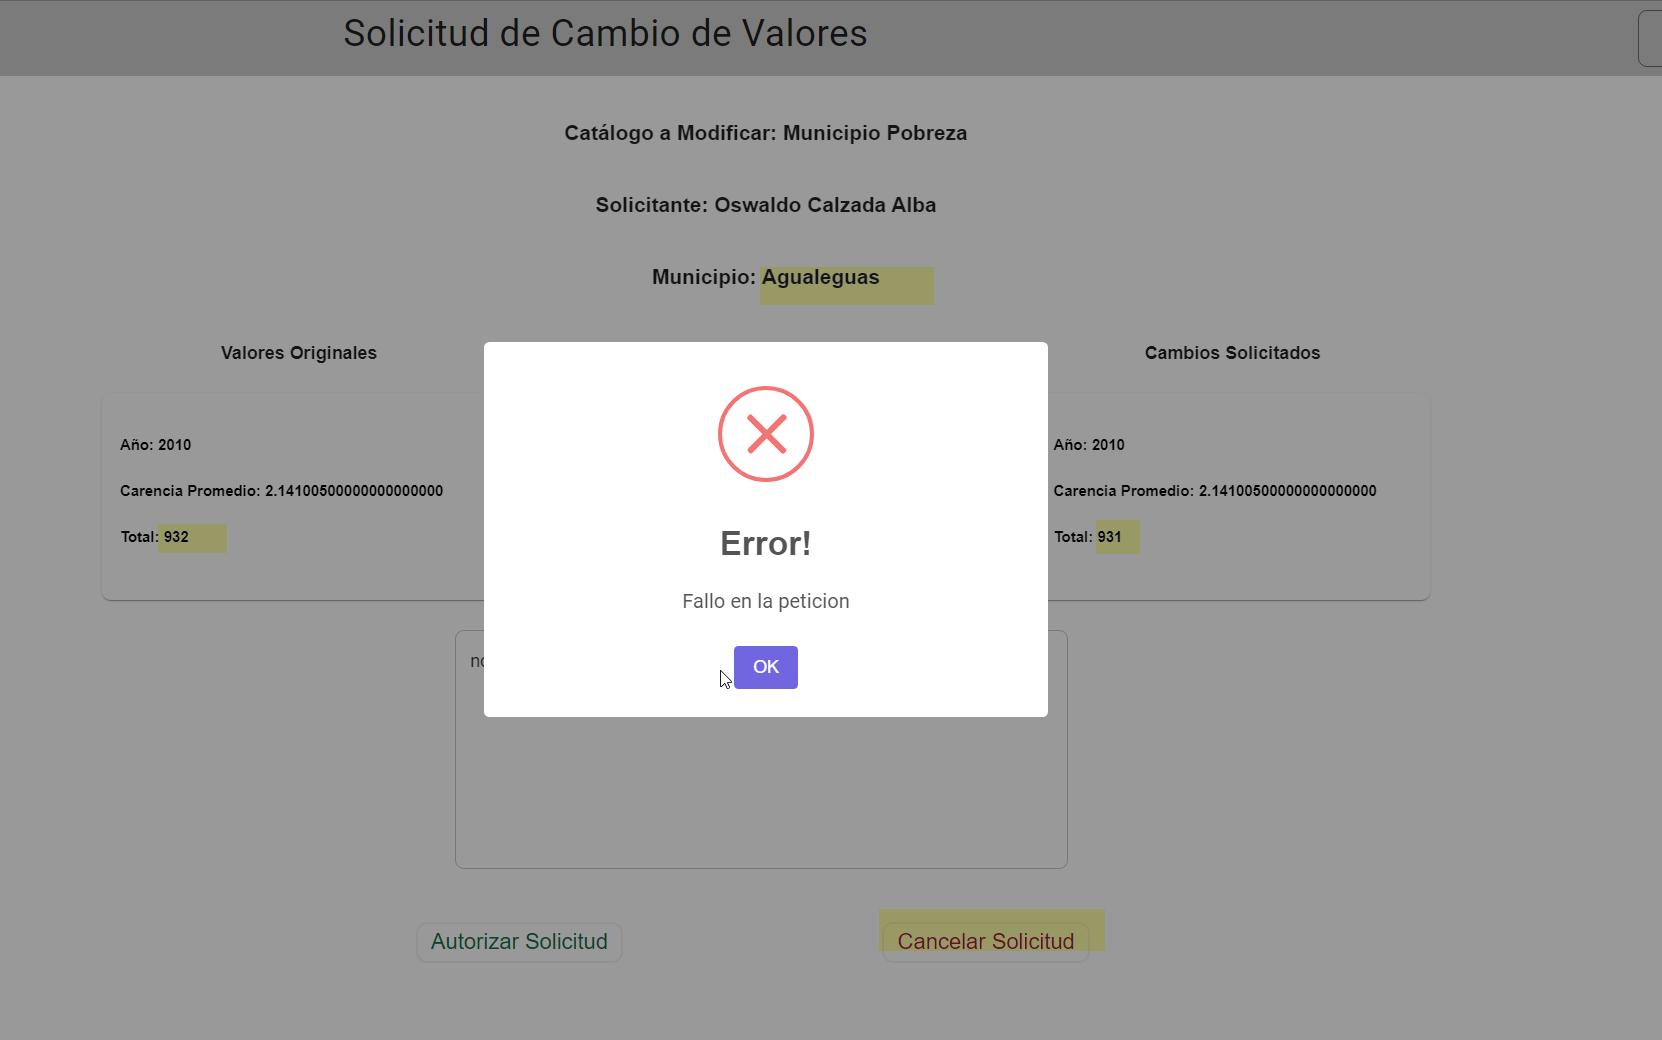 Solicitud de Cambio de Valores
Catálogo a Modificar: Municipio Pobreza
Solicitante: Oswaldo Calzada Alba
Municipio: Agualeguas
Valores Originales
Cambios Solicitados
Año: 2010
Carencia Promedio: 2.14100500000000000000
Total: 932
Año: 2010
Carencia Promedio: 2.14100500000000000000
Total: 931
Error!
Fallo en la peticion
OK
Autorizar Solicitud
Cancelar Solicitud